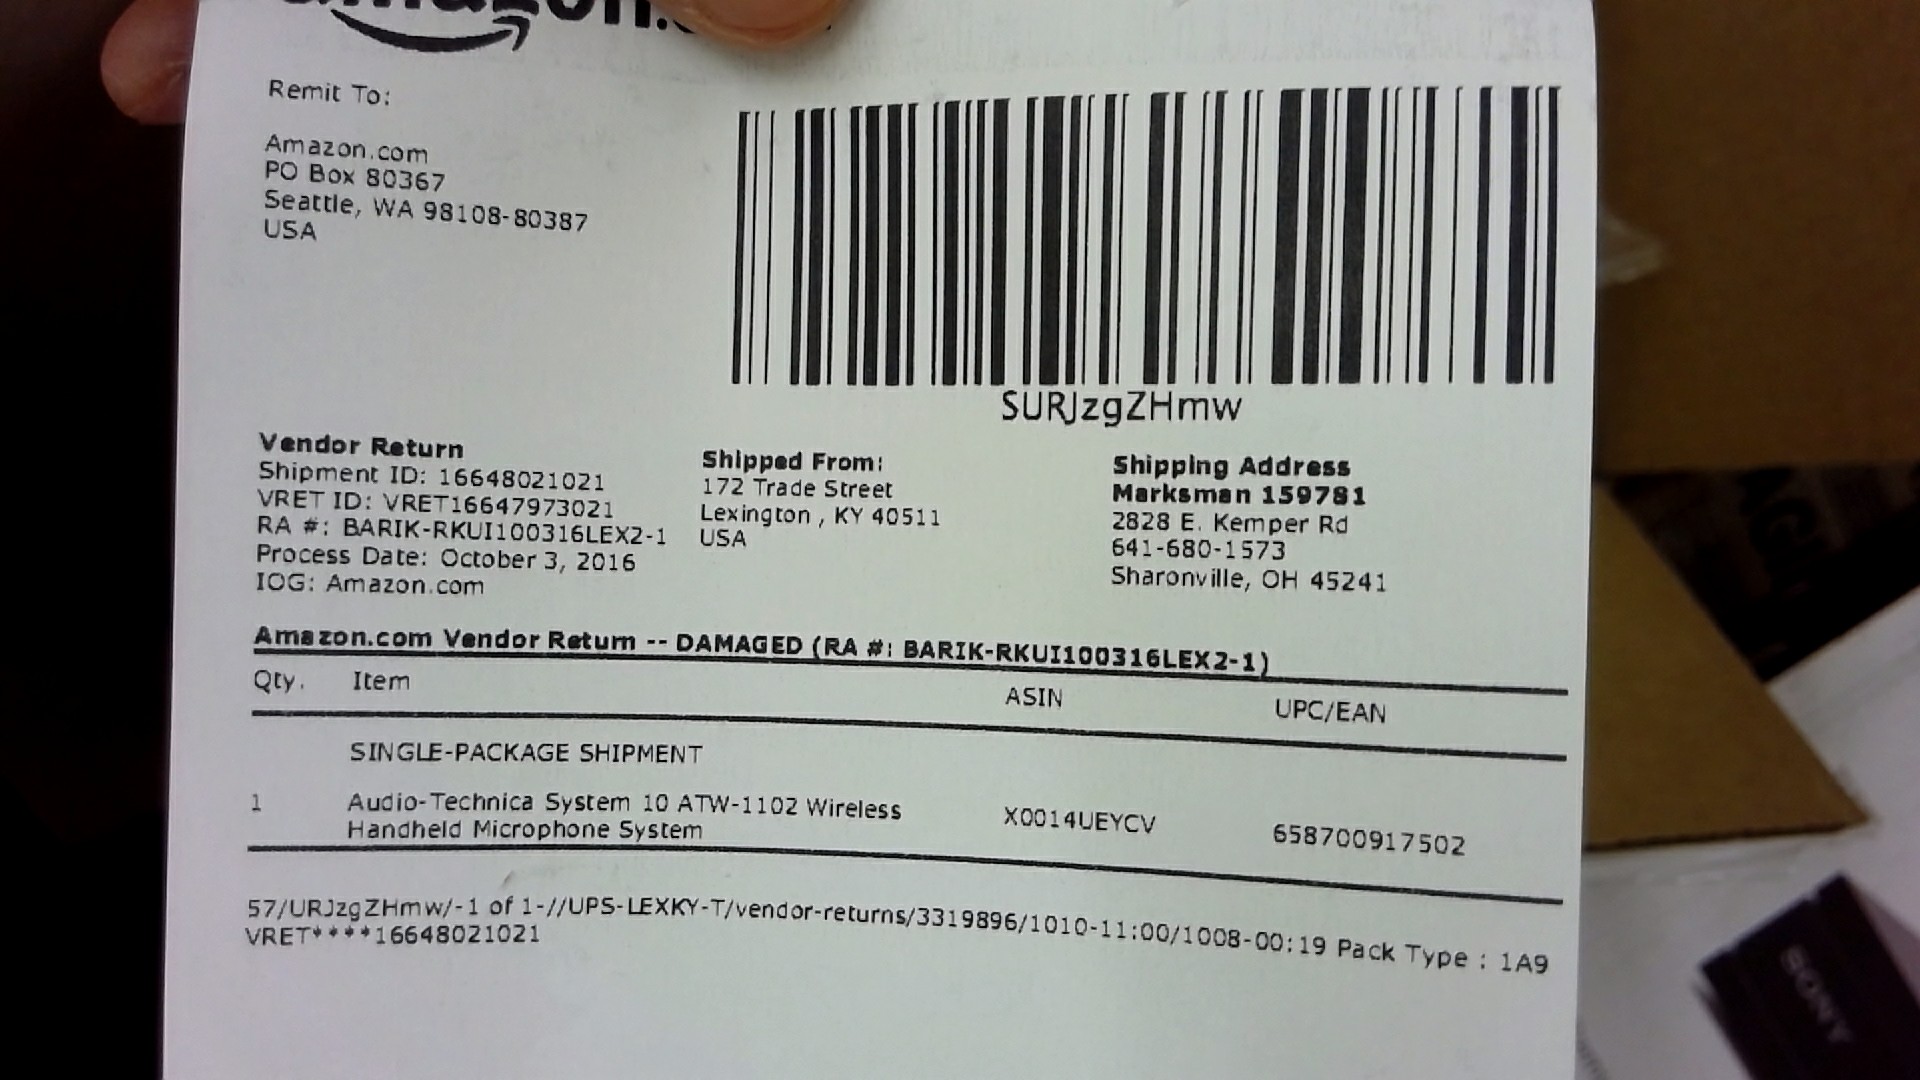 Remit To:
Amazon.com
PO Box 80367
Seattle, WA 98108-80387
USA
SURJzgZHmw
Vendor Return
Shipment ID: 16648021021
VRET ID: VRET16647973021
RA #: BARIK-RKUI100316LEX2-1
Process Date: October 3, 2016
IOG: Amazon.com
Shipped From:
172 Trade Street
Lexington , KY 40511
USA
Shipping Address
Marksman 159781
2828 E. Kemper Rd
641-680-1573
Sharonville, OH 45241
Amazon.com Vendor Return -- DAMAGED (RA #: BARIK-RKUI100316LEX2-1)
Qty. Item ASIN UPC/EAN
SINGLE-PACKAGE SHIPMENT
1 Audio-Technica System 10 ATW-1102 Wireless X0014UEYCV 658700917502
Handheld Microphone System
57/URJzgZHmw/-1 of 1-//UPS-LEXKY-T/vendor-returns/3319896/1010-11:00/1008-00:19 Pack Type : 1A9
VRET****16648021021
SONY